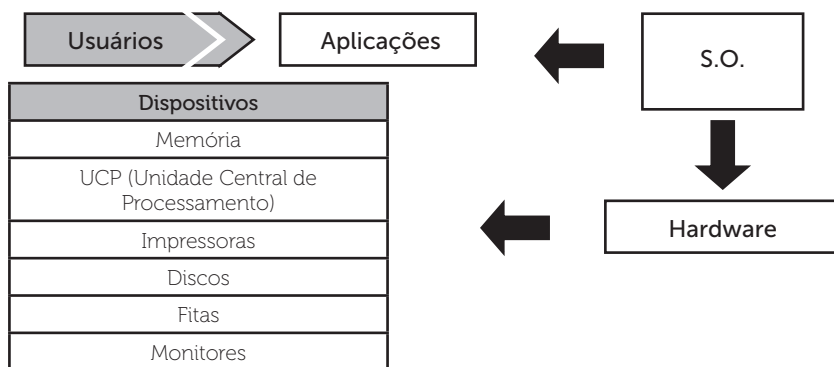 Usuários
Aplicações
S.O.
Dispositivos
Memória
UCP (Unidade Central de
Processamento)
Impressoras
Hardware
Discos
Fitas
Monitores